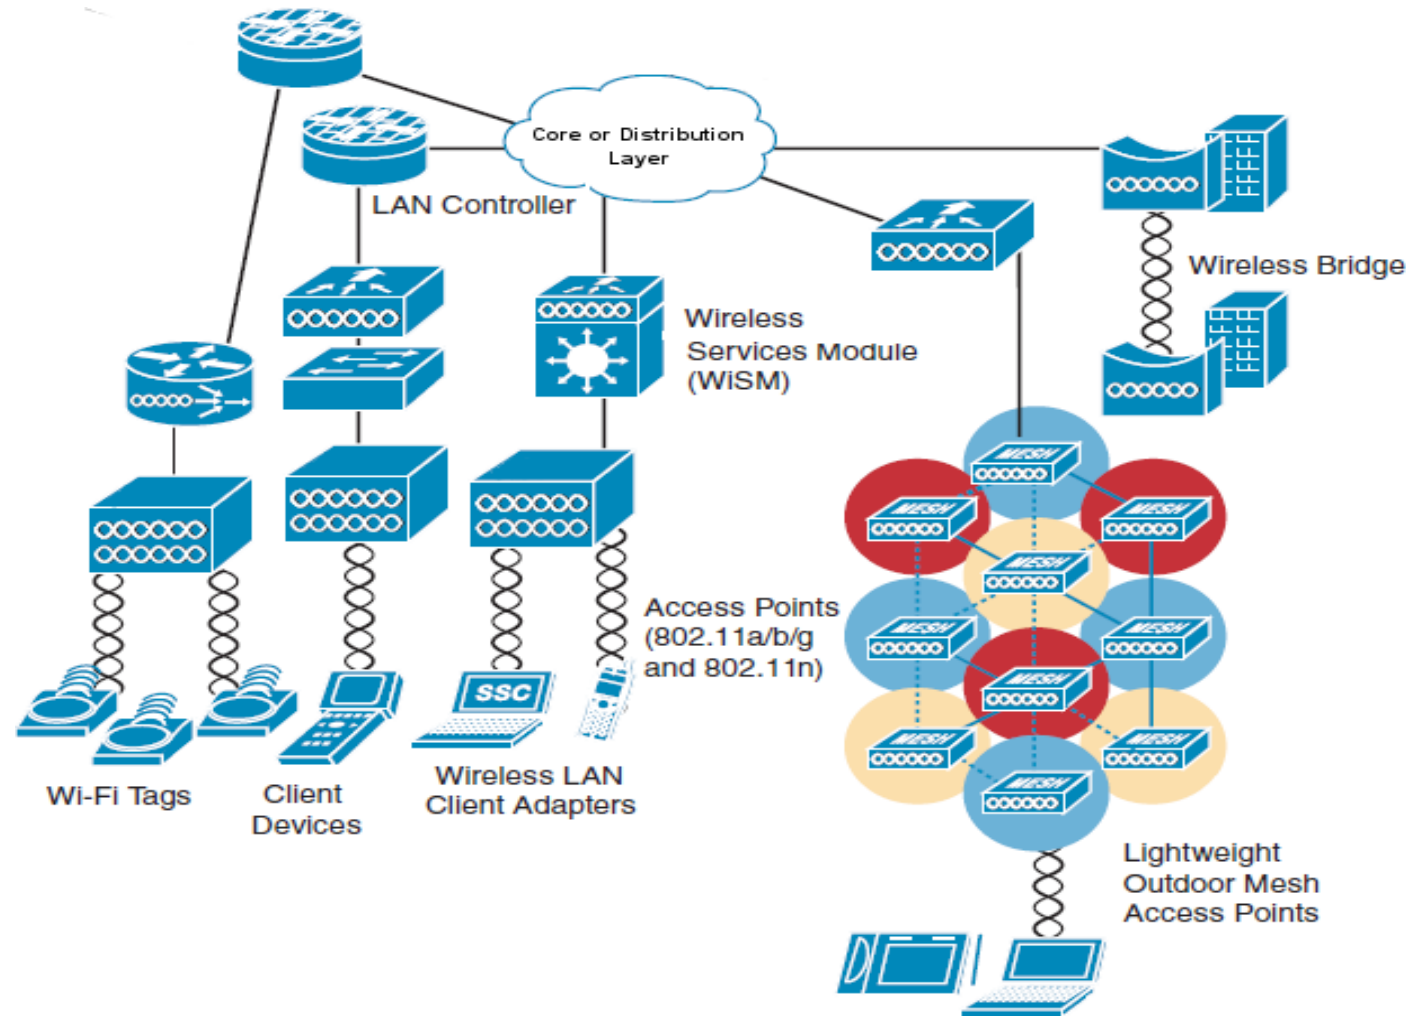 Core or Distribution
Layer
LAN Controller
Wireless Bridge
Wireless
Services Module
(WiSM)
MESH
MESH
MESH
MESH
MESH
MESH
MESH
MESH
MESH
MESH
Access Points
(802.11a/b/g
and 802.11n)
SSC
Wi-Fi Tags
Client
Devices
Wireless LAN
Client Adapters
Lightweight
Outdoor Mesh
Access Points